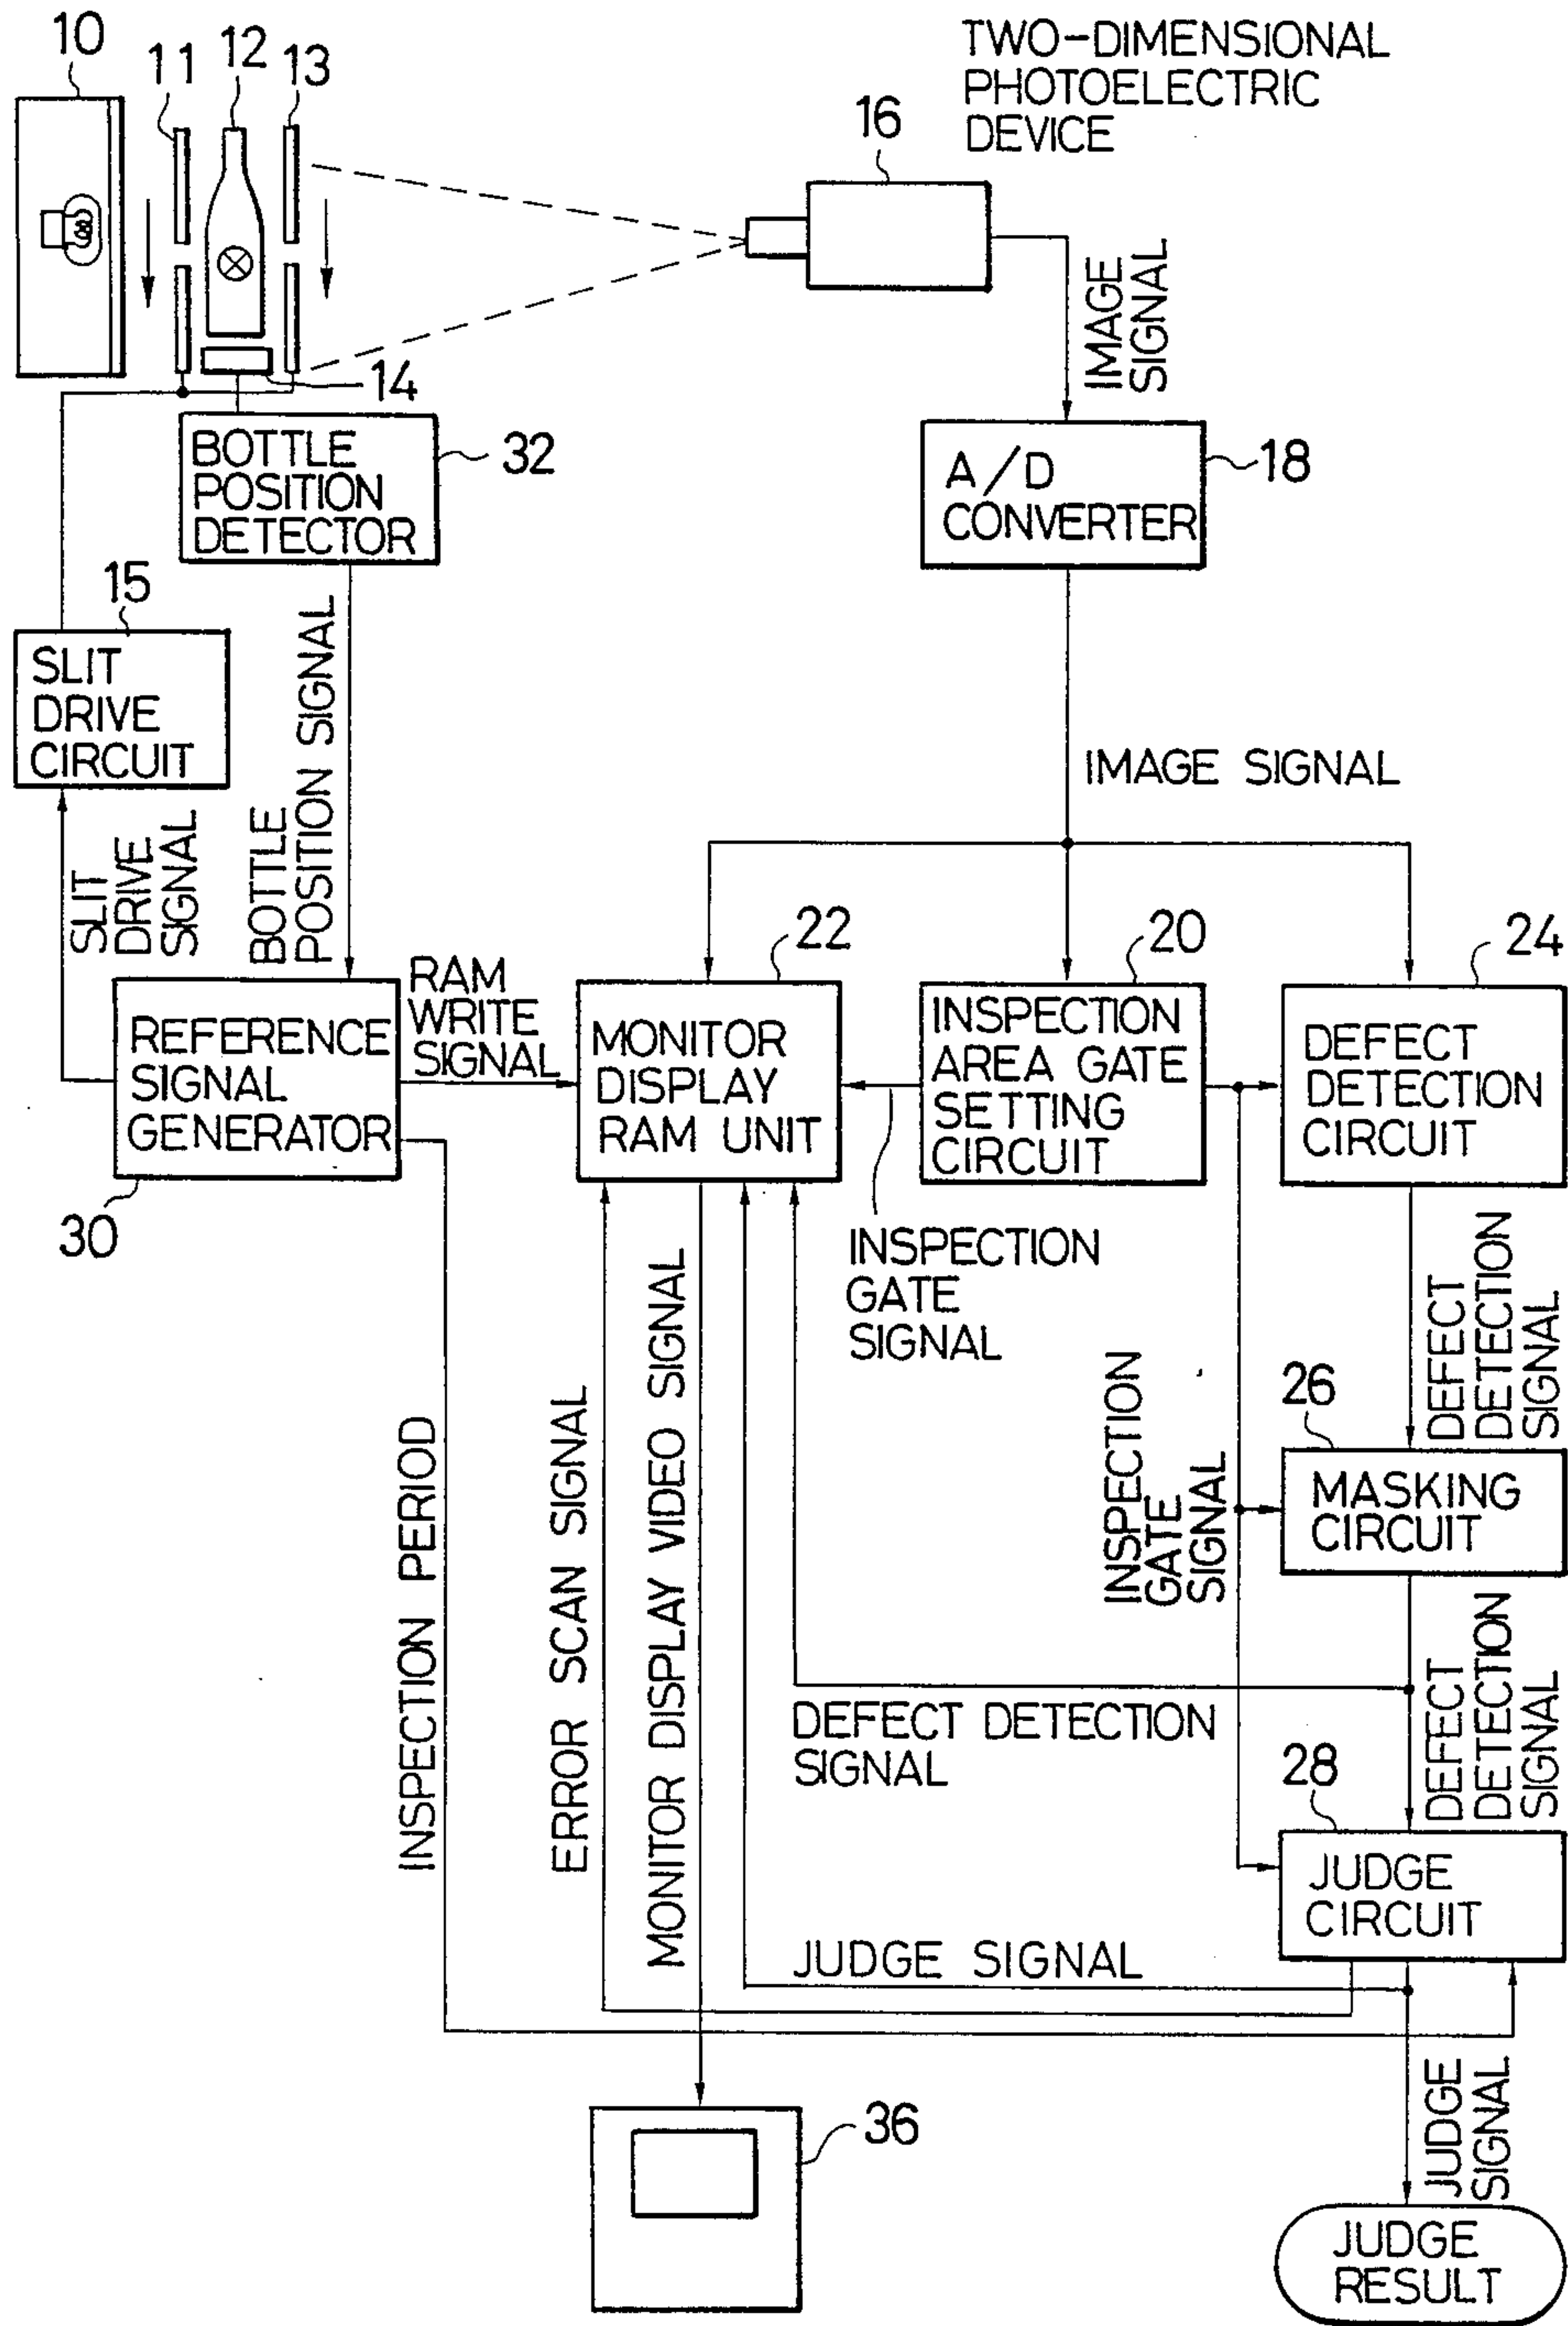 10
11
12
13
TWO-DIMENSIONAL
PHOTOELECTRIC
DEVICE
16
IMAGE
SIGNAL
14
BOTTLE
POSITION
DETECTOR
32
A/D
CONVERTER
18
15
SLIT
DRIVE
CIRCUIT
BOTTLE
POSITION SIGNAL
SLIT
DRIVE
SIGNAL
IMAGE SIGNAL
22
20
24
RAM
WRITE
SIGNAL
REFERENCE
SIGNAL
GENERATOR
30
MONITOR
DISPLAY
RAM UNIT
INSPECTION
AREA GATE
SETTING
CIRCUIT
DEFECT
DETECTION
CIRCUIT
INSPECTION
GATE
SIGNAL
DEFECT
DETECTION
SIGNAL
INSPECTION PERIOD
ERROR SCAN SIGNAL
MONITOR DISPLAY VIDEO SIGNAL
INSPECTION
GATE
SIGNAL
26
MASKING
CIRCUIT
DEFECT DETECTION
SIGNAL
DEFECT
DETECTION
SIGNAL
28
JUDGE
CIRCUIT
JUDGE SIGNAL
36
JUDGE
SIGNAL
JUDGE
RESULT